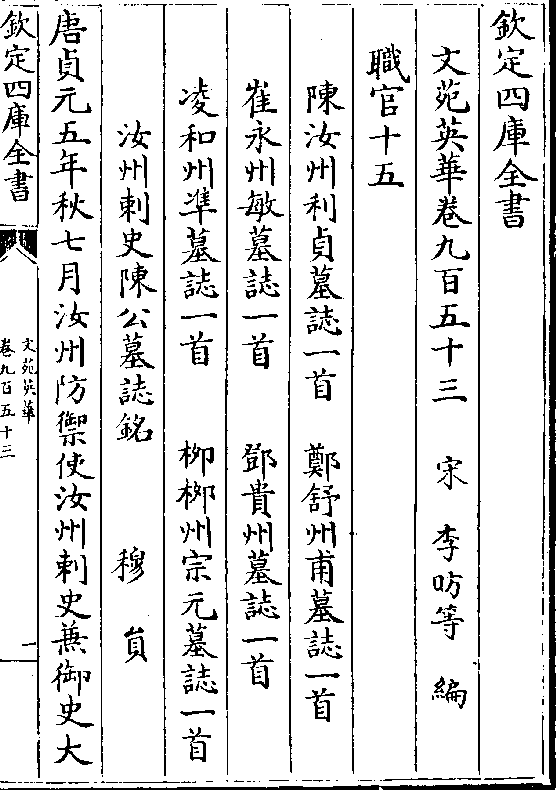 欽定四庫全書
文苑英華卷九百五十三 宋 李昉等 編
職官十五
陳汝州利貞墓誌一首 鄭舒州甫墓誌一首
崔永州敏墓誌一首 鄧貴州墓誌一首
凌和州準墓誌一首 柳栁州宗元墓誌一首
汝州刺史陳公墓誌銘 穆員
唐貞元五年秋七月汝州防禦使汝州刺史兼御史大
欽定四庫全書
文苑英華
卷九百五十三
一